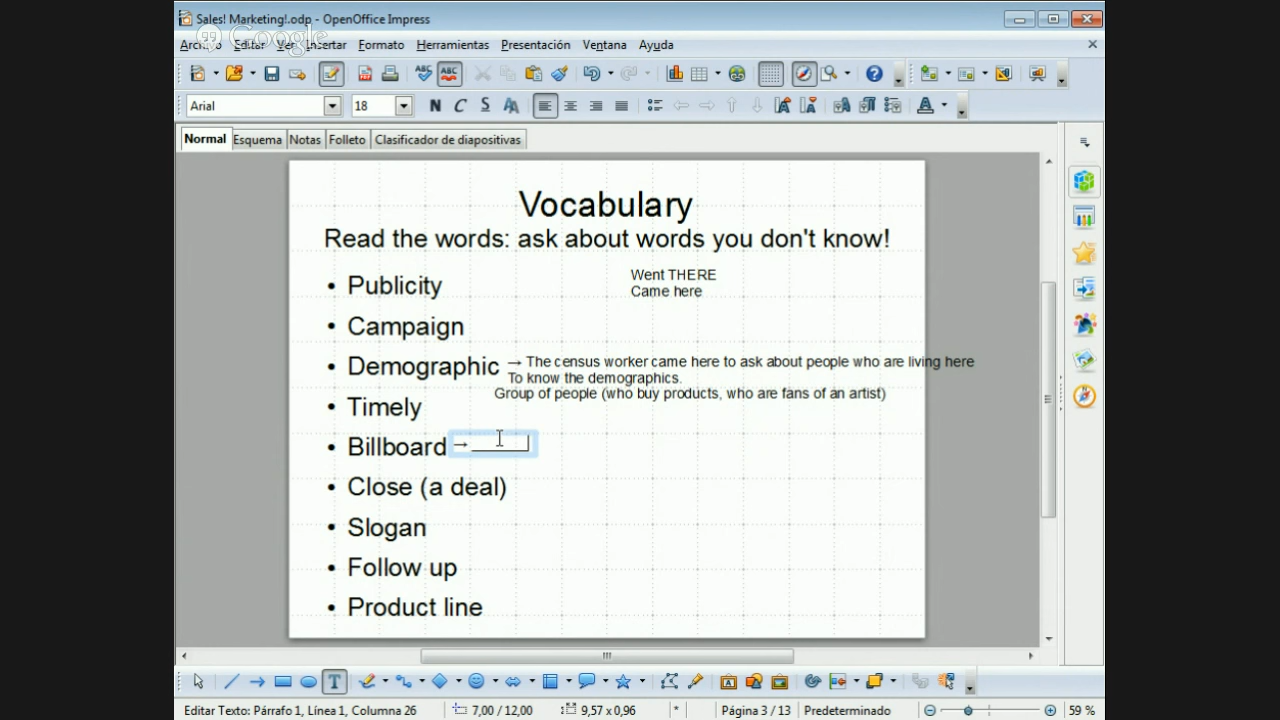 Sales! Marketing!.odp - OpenOffice Impress
Google
Archivo Editar Ver Insertar Formato Herramientas Presentación Ventana Ayuda
Arial 18 N C S
Normal Esquema Notas Folleto Clasificador de diapositivas
Vocabulary
Read the words: ask about words you don't know!
Went THERE
Came here
• Publicity
• Campaign
• Demographic → The census worker came here to ask about people who are living here
To know the demographics.
Group of people (who buy products, who are fans of an artist)
• Timely
• Billboard → _______
• Close (a deal)
• Slogan
• Follow up
• Product line
Editar Texto: Párrafo 1, Línea 1, Columna 26 7,00 / 12,00 9,57 x 0,96 * Página 3 / 13 Predeterminado 59 %